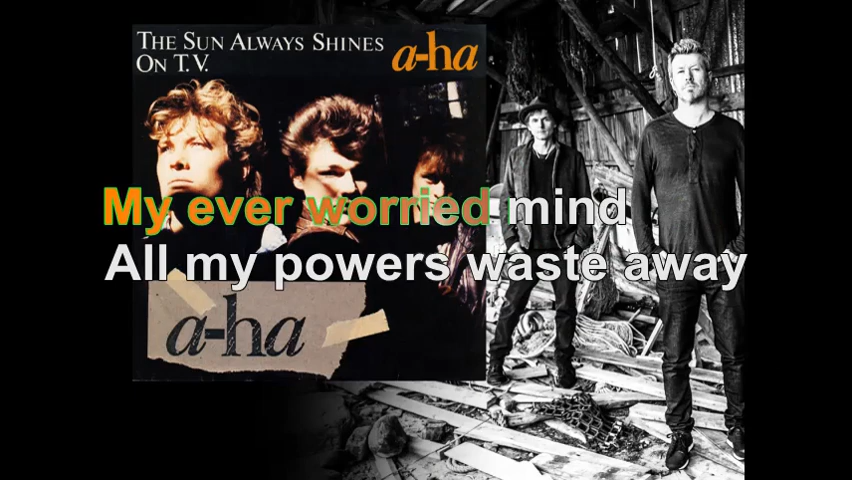 THE SUN ALWAYS SHINES
ON T.V.
a-ha
My ever worried mind
All my powers waste away
a-ha